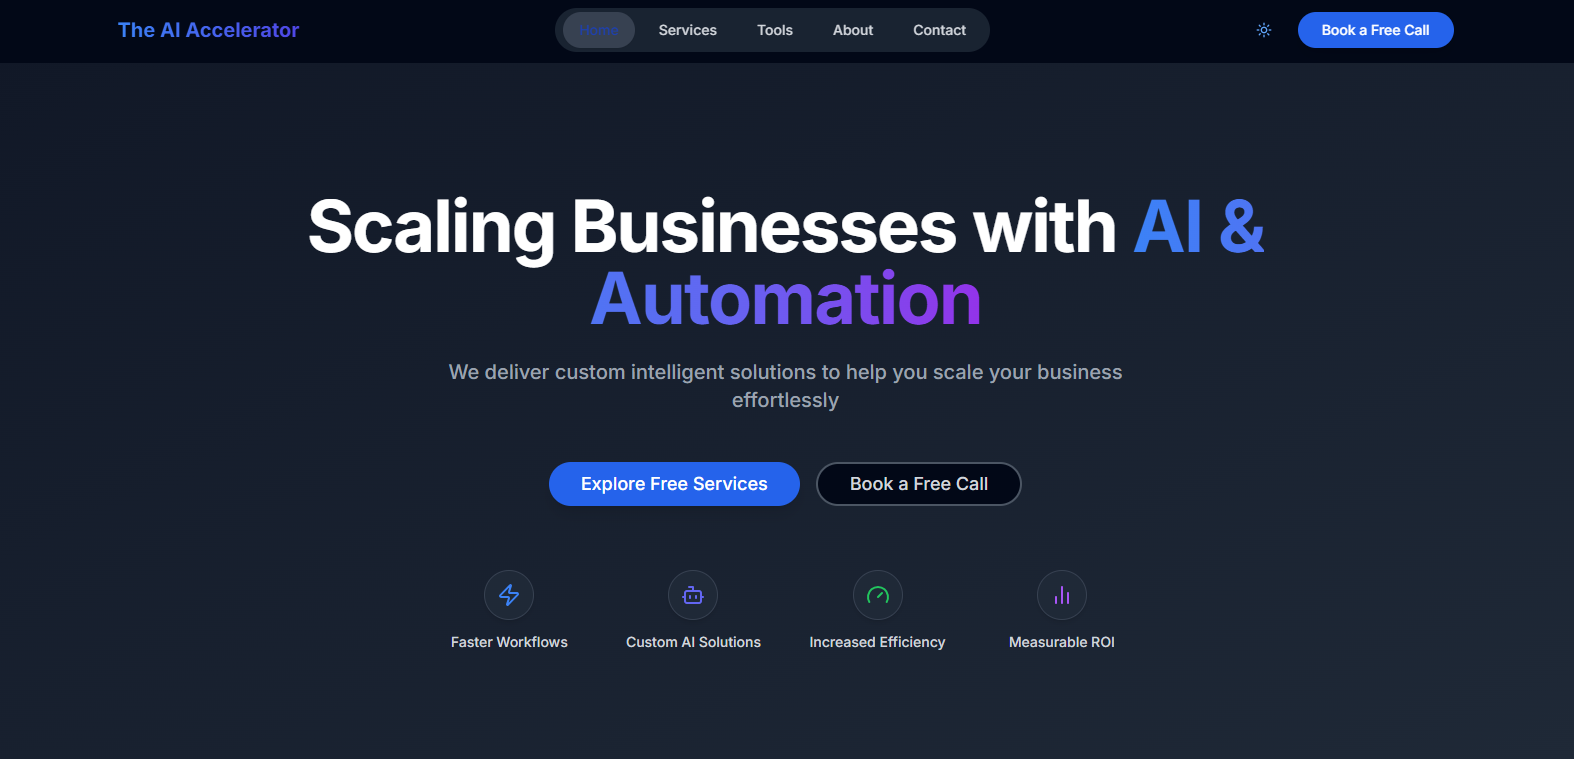 The AI Accelerator
Home
Services
Tools
About
Contact
Book a Free Call
Scaling Businesses with AI &
Automation
We deliver custom intelligent solutions to help you scale your business
effortlessly
Explore Free Services
Book a Free Call
Faster Workflows
Custom AI Solutions
Increased Efficiency
Measurable ROI